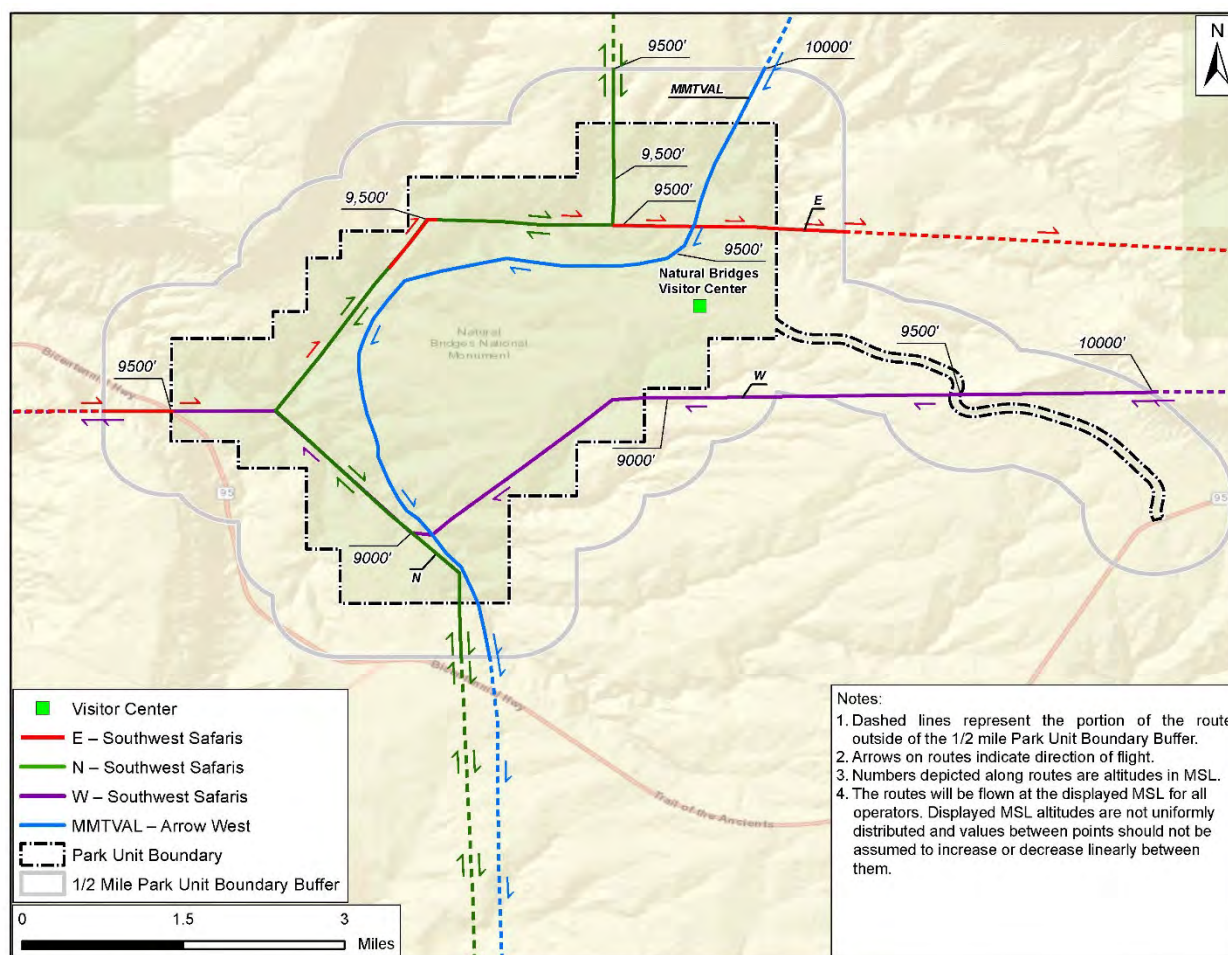 N
9500'
10000'
MMTVAL
9,500'
9,500'
9500'
E
9500'
Natural Bridges
Visitor Center
Natural
Bridges National
Monument
Bicentennial Hwy
9500'
9500'
10000'
W
9000'
95
95
9000'
N
Bicentennial Hwy
Trail of the Ancients
Visitor Center
E – Southwest Safaris
N – Southwest Safaris
W – Southwest Safaris
MMTVAL – Arrow West
Park Unit Boundary
1/2 Mile Park Unit Boundary Buffer
0 1.5 3
Miles
Notes:
1. Dashed lines represent the portion of the route
outside of the 1/2 mile Park Unit Boundary Buffer.
2. Arrows on routes indicate direction of flight.
3. Numbers depicted along routes are altitudes in MSL.
4. The routes will be flown at the displayed MSL for all
operators. Displayed MSL altitudes are not uniformly
distributed and values between points should not be
assumed to increase or decrease linearly between
them.